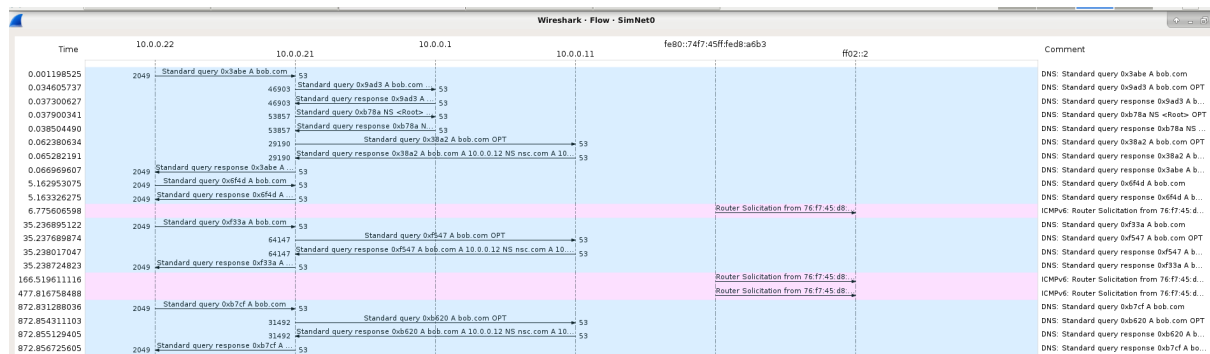 Wireshark · Flow · SimNet0
Time 10.0.0.22 10.0.0.21 10.0.0.1 10.0.0.11 fe80::74f7:45ff:fed8:a6b3 ff02::2 Comment
0.001198525 2049 Standard query 0x3abe A bob.com 53 DNS: Standard query 0x3abe A bob.com
0.034605737 46903 Standard query 0x9ad3 A bob.com OPT 53 DNS: Standard query 0x9ad3 A bob.com OPT
0.037300627 46903 Standard query response 0x9ad3 A ... 53 DNS: Standard query response 0x9ad3 A b...
0.037900341 53857 Standard query 0xb78a NS <Root> ... 53 DNS: Standard query 0xb78a NS <Root> OPT
0.038504490 53857 Standard query response 0xb78a N... 53 DNS: Standard query response 0xb78a NS ...
0.062380634 29190 Standard query 0x38a2 A bob.com OPT 53 DNS: Standard query 0x38a2 A bob.com OPT
0.065282191 29190 Standard query response 0x38a2 A bob.com A 10.0.0.12 NS nsc.com A 10... 53 DNS: Standard query response 0x38a2 A b...
0.066969607 2049 Standard query response 0x3abe A ... 53 DNS: Standard query response 0x3abe A b...
5.162953075 2049 Standard query 0x6f4d A bob.com 53 DNS: Standard query 0x6f4d A bob.com
5.163326275 2049 Standard query response 0x6f4d A ... 53 DNS: Standard query response 0x6f4d A b...
6.775606598 Router Solicitation from 76:f7:45:d8:... ICMPv6: Router Solicitation from 76:f7:45:d...
35.236895122 2049 Standard query 0xf33a A bob.com 53 DNS: Standard query 0xf33a A bob.com
35.237689874 64147 Standard query 0xf547 A bob.com OPT 53 DNS: Standard query 0xf547 A bob.com OPT
35.238017047 64147 Standard query response 0xf547 A bob.com A 10.0.0.12 NS nsc.com A 10... 53 DNS: Standard query response 0xf547 A b...
35.238724823 2049 Standard query response 0xf33a A ... 53 DNS: Standard query response 0xf33a A b...
166.519611116 Router Solicitation from 76:f7:45:d8:... ICMPv6: Router Solicitation from 76:f7:45:d...
477.816758488 Router Solicitation from 76:f7:45:d8:... ICMPv6: Router Solicitation from 76:f7:45:d...
872.831288036 2049 Standard query 0xb7cf A bob.com 53 DNS: Standard query 0xb7cf A bob.com
872.854311103 31492 Standard query 0xb620 A bob.com OPT 53 DNS: Standard query 0xb620 A bob.com OPT
872.855129405 31492 Standard query response 0xb620 A bob.com A 10.0.0.12 NS nsc.com A 10... 53 DNS: Standard query response 0xb620 A b...
872.856725605 2049 Standard query response 0xb7cf A ... 53 DNS: Standard query response 0xb7cf A bo...